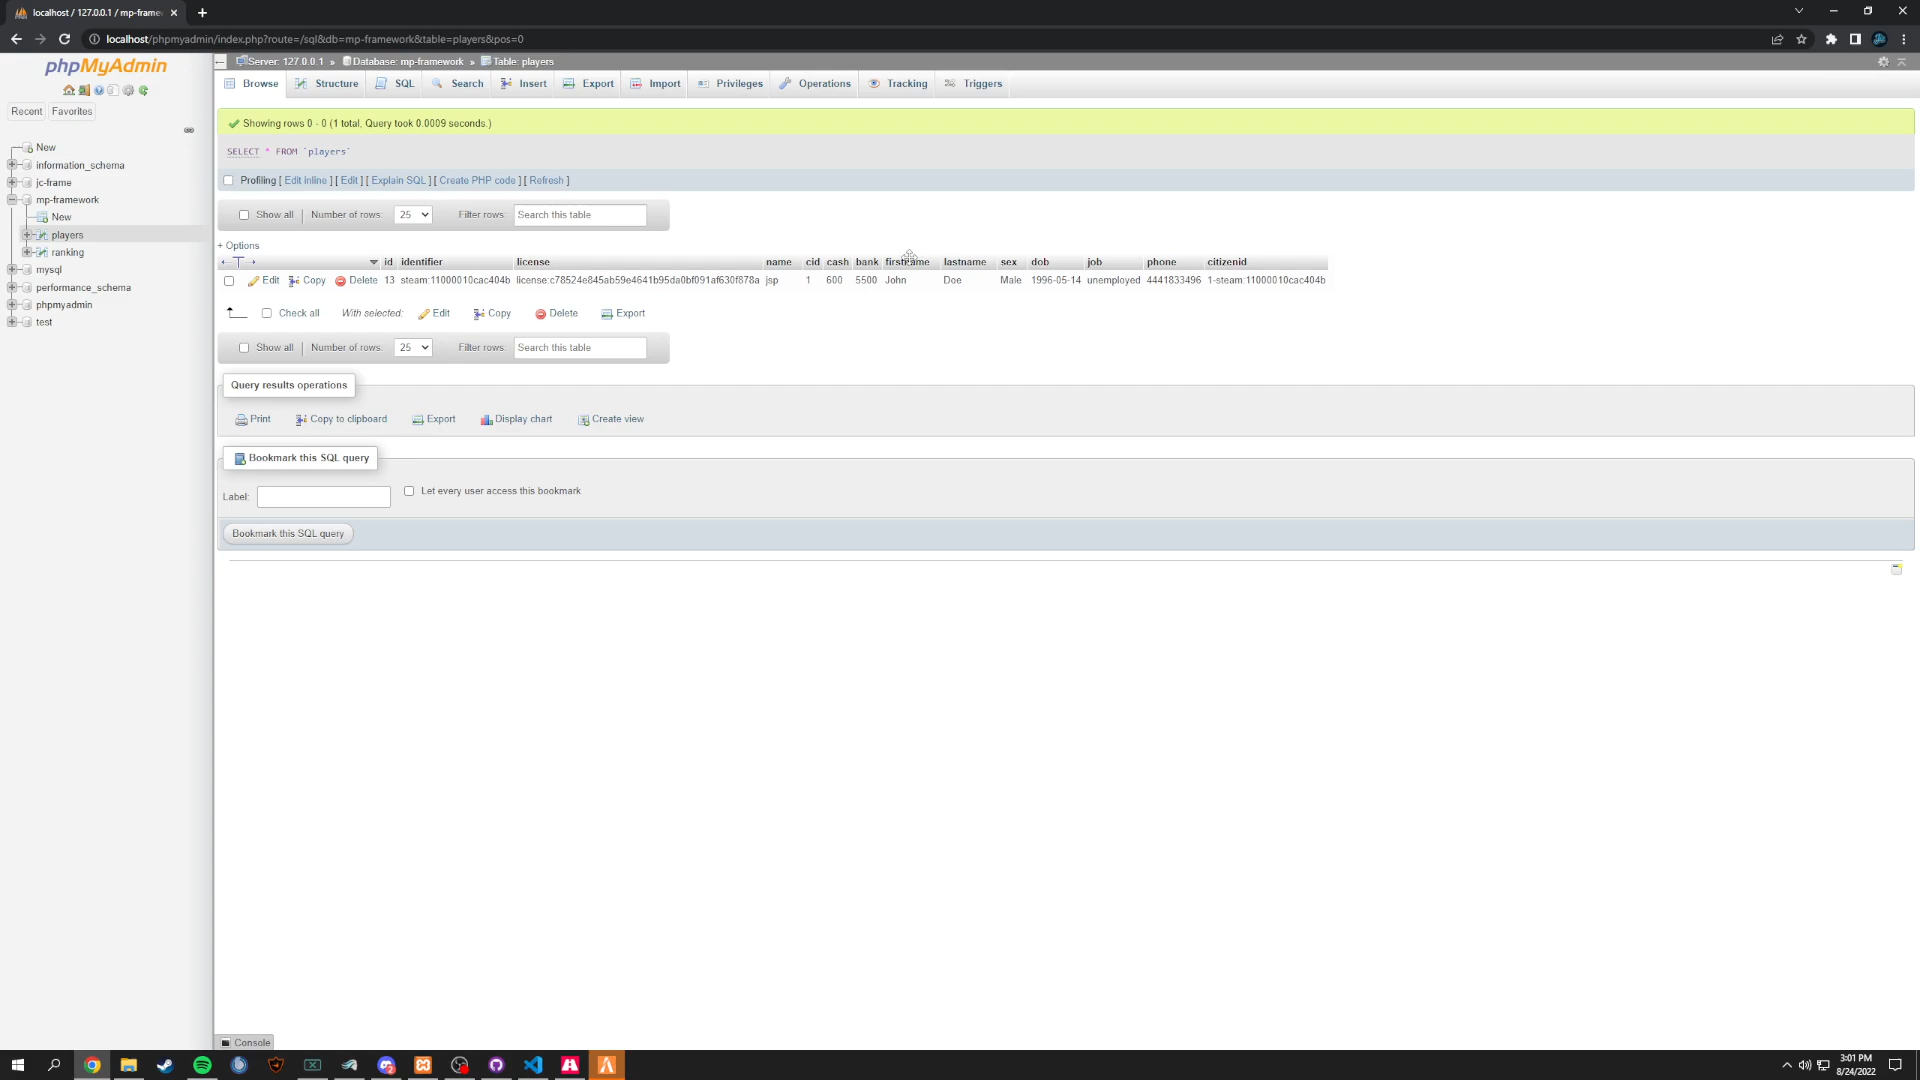 localhost / 127.0.0.1 / mp-frame
localhost/phpmyadmin/index.php?route=/sql&db=mp-framework&table=players&pos=0
phpMyAdmin
Recent Favorites
New
information_schema
jc-frame
mp-framework
New
players
ranking
mysql
performance_schema
phpmyadmin
test
Server: 127.0.0.1 » Database: mp-framework » Table: players
Browse Structure SQL Search Insert Export Import Privileges Operations Tracking Triggers
Showing rows 0 - 0 (1 total, Query took 0.0009 seconds.)
SELECT * FROM `players`
Profiling [ Edit inline ] [ Edit ] [ Explain SQL ] [ Create PHP code ] [ Refresh ]
Show all | Number of rows: 25 Filter rows: Search this table
+ Options
id identifier license name cid cash bank firstname lastname sex dob job phone citizenid
Edit Copy Delete 13 steam:11000010cac404b license:c78524e845ab59e4641b95da0bf091af630f878a jsp 1 600 5500 John Doe Male 1996-05-14 unemployed 4441833496 1-steam:11000010cac404b
Check all With selected: Edit Copy Delete Export
Show all | Number of rows: 25 Filter rows: Search this table
Query results operations
Print Copy to clipboard Export Display chart Create view
Bookmark this SQL query
Label: Let every user access this bookmark
Bookmark this SQL query
Console
3:01 PM
8/24/2022